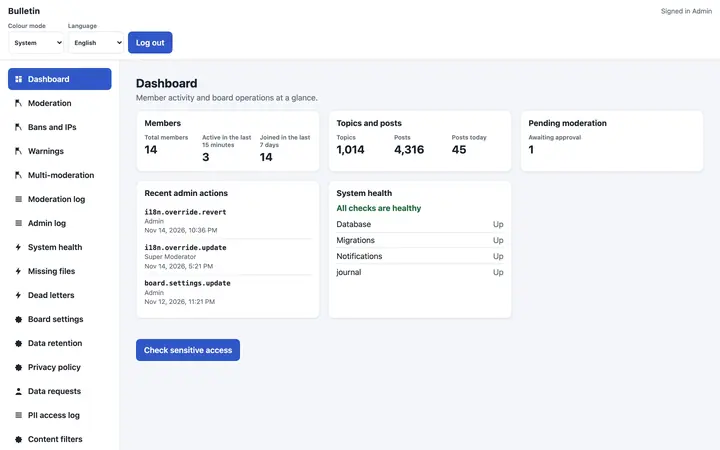 Bulletin
Signed in Admin
Colour mode
Language
System
English
Log out
Dashboard
Moderation
Bans and IPs
Warnings
Multi-moderation
Moderation log
Admin log
System health
Missing files
Dead letters
Board settings
Data retention
Privacy policy
Data requests
PII access log
Content filters
Dashboard
Member activity and board operations at a glance.
Members
Total members
14
Active in the last
15 minutes
3
Joined in the last
7 days
14
Topics and posts
Topics
1,014
Posts
4,316
Posts today
45
Pending moderation
Awaiting approval
1
Recent admin actions
i18n.override.revert
Admin
Nov 14, 2026, 10:36 PM
i18n.override.update
Super Moderator
Nov 14, 2026, 5:21 PM
board.settings.update
Admin
Nov 12, 2026, 11:21 PM
System health
All checks are healthy
Database Up
Migrations Up
Notifications Up
journal Up
Check sensitive access